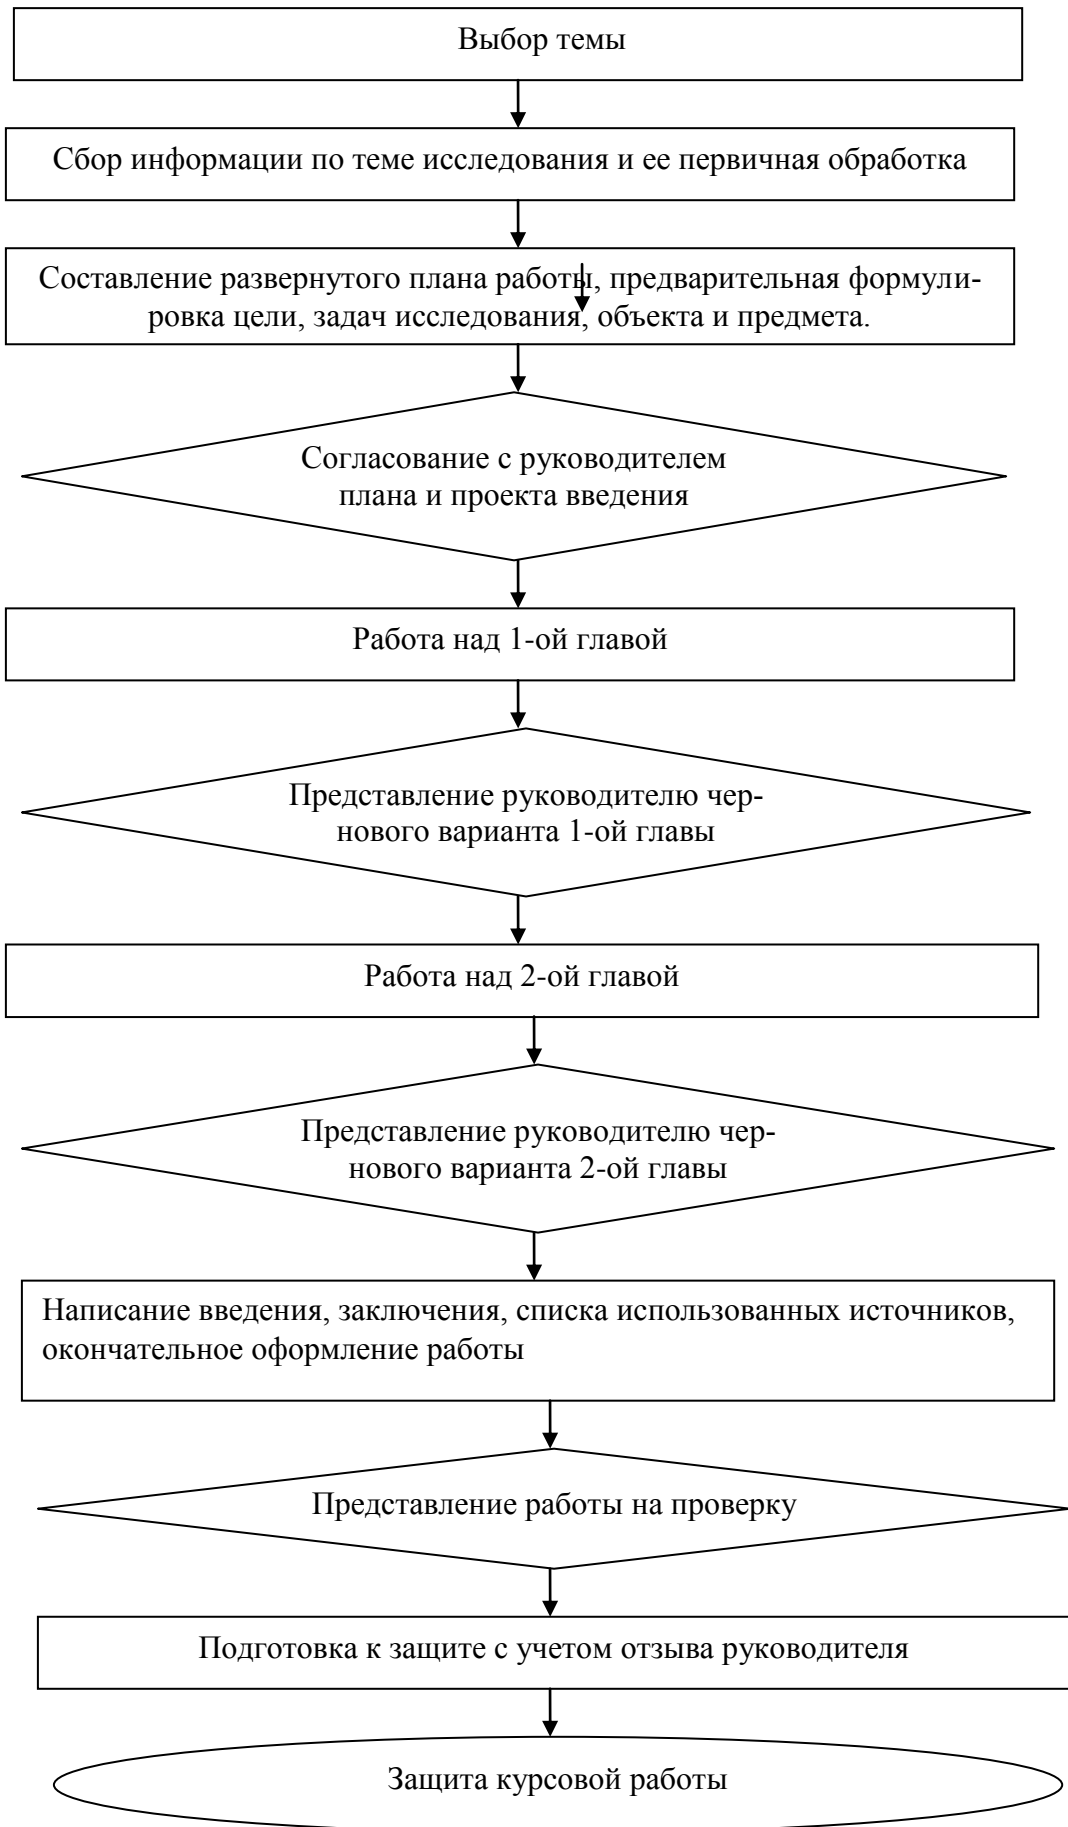 Выбор темы
Сбор информации по теме исследования и ее первичная обработка
Составление развернутого плана работы, предварительная формули-
ровка цели, задач исследования, объекта и предмета.
Согласование с руководителем
плана и проекта введения
Работа над 1-ой главой
Представление руководителю чер-
нового варианта 1-ой главы
Работа над 2-ой главой
Представление руководителю чер-
нового варианта 2-ой главы
Написание введения, заключения, списка использованных источников,
окончательное оформление работы
Представление работы на проверку
Подготовка к защите с учетом отзыва руководителя
Защита курсовой работы